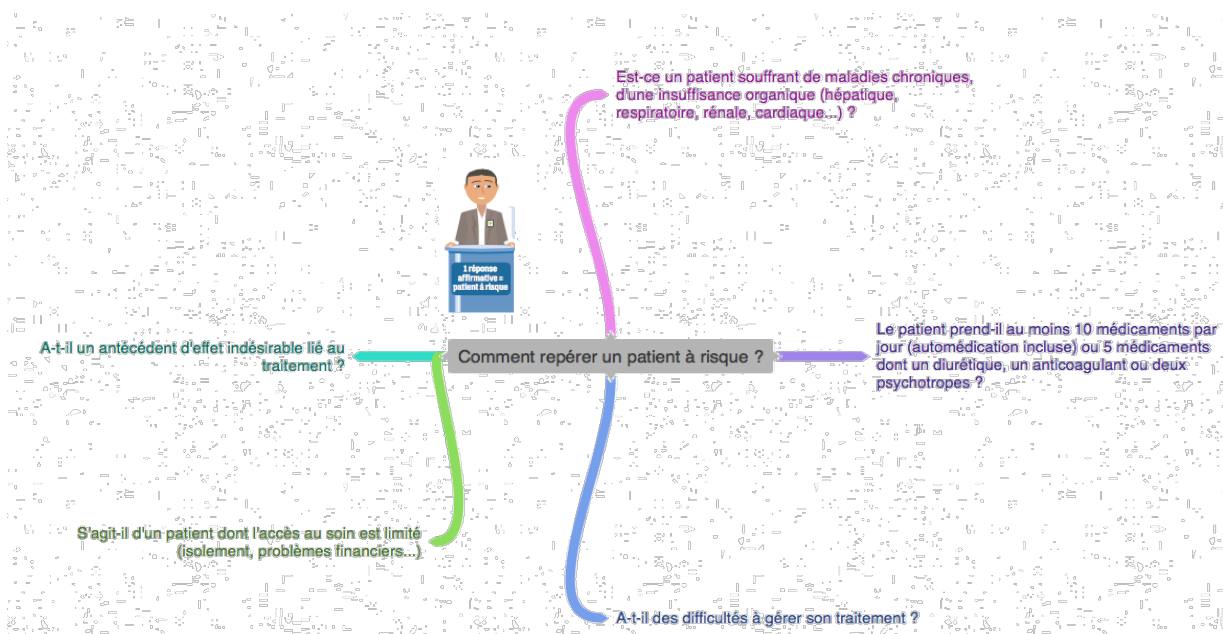 Est-ce un patient souffrant de maladies chroniques,
d'une insuffisance organique (hépatique,
respiratoire, rénale, cardiaque...) ?
1 réponse
affirmative =
patient à risque
Le patient prend-il au moins 10 médicaments par
jour (automédication incluse) ou 5 médicaments
dont un diurétique, un anticoagulant ou deux
psychotropes ?
A-t-il un antécédent d'effet indésirable lié au
traitement ?
Comment repérer un patient à risque ?
S'agit-il d'un patient dont l'accès au soin est limité
(isolement, problèmes financiers...)
A-t-il des difficultés à gérer son traitement ?